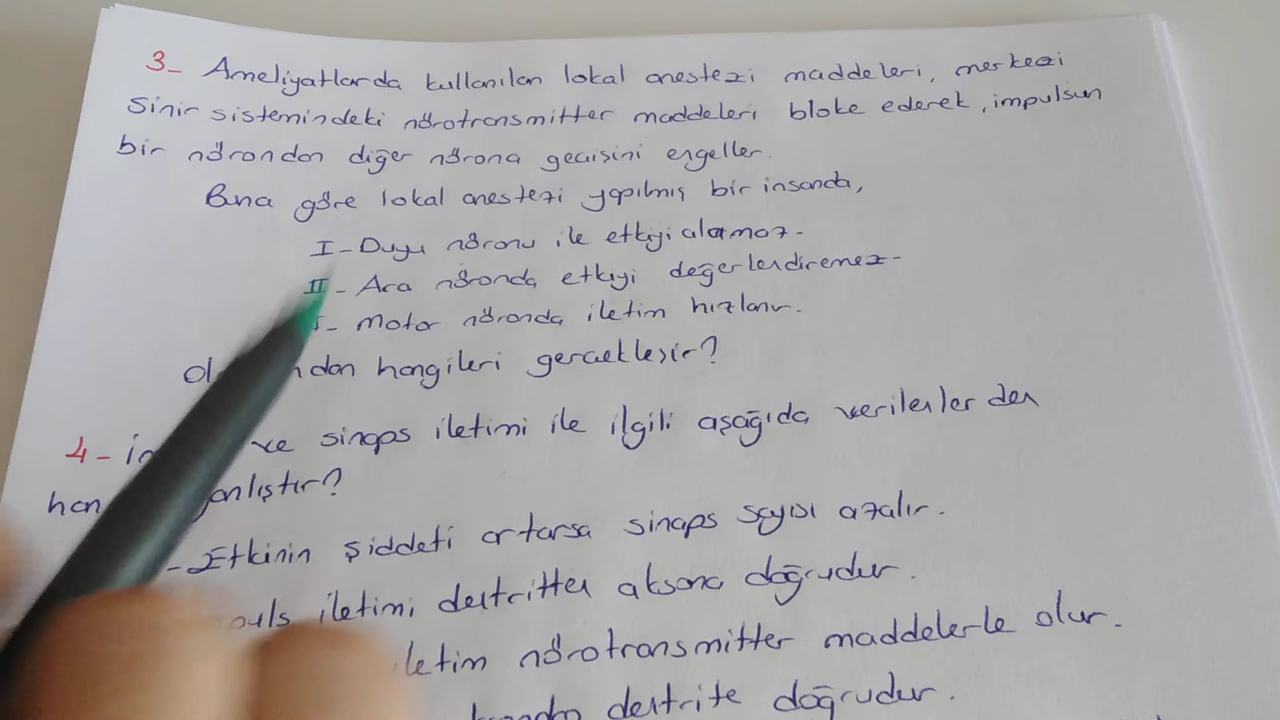 3- Ameliyatlarda kullanılan lokal anestezi maddeleri, merkezi
Sinir sistemindeki nörotransmitter maddeleri bloke ederek, impulsun
bir nörondan diğer nörona geçişini engeller.
Buna göre lokal anestezi yapılmış bir insanda,
I- Duyu nöronu ile etkiyi alamaz-
II- Ara nöronda etkiyi değerlendiremez-
I- Motor nöronda iletim hızlanır.
hangileri gerçekleşir?
4- ve sinaps iletimi ile ilgili aşağıda verilenlerden
yanlıştır?
- Etkinin şiddeti artarsa sinaps sayısı azalır.
iletimi dentritten aksona doğrudur.
iletim nörotransmitter maddelerle olur.
dentrite doğrudur.